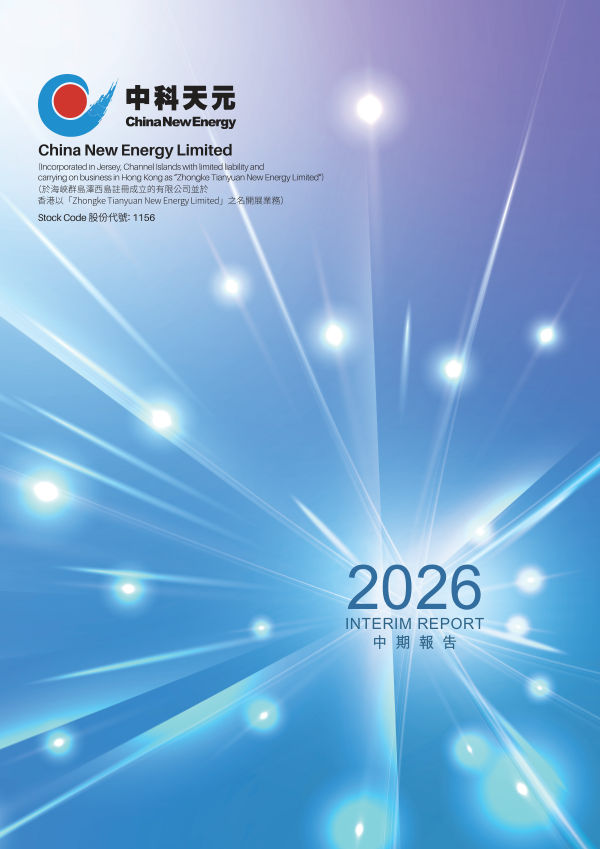 中科天元
China New Energy
China New Energy Limited
(Incorporated in Jersey, Channel Islands with limited liability and
carrying on business in Hong Kong as "Zhongke Tianyuan New Energy Limited")
(於海峽群島澤西島註冊成立的有限公司並於
香港以「Zhongke Tianyuan New Energy Limited」之名開展業務)
Stock Code 股份代號: 1156
2026
INTERIM REPORT
中期報告